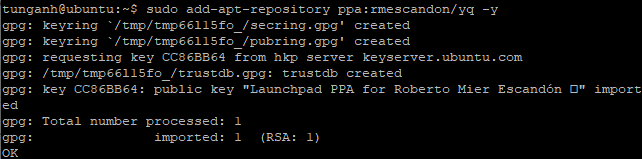 tunganh@ubuntu:~$ sudo add-apt-repository ppa:rmescandon/yq -y
gpg: keyring `/tmp/tmp66l15fo_/secring.gpg' created
gpg: keyring `/tmp/tmp66l15fo_/pubring.gpg' created
gpg: requesting key CC86BB64 from hkp server keyserver.ubuntu.com
gpg: /tmp/tmp66l15fo_/trustdb.gpg: trustdb created
gpg: key CC86BB64: public key "Launchpad PPA for Roberto Mier Escandón " import
ed
gpg: Total number processed: 1
gpg:               imported: 1  (RSA: 1)
OK